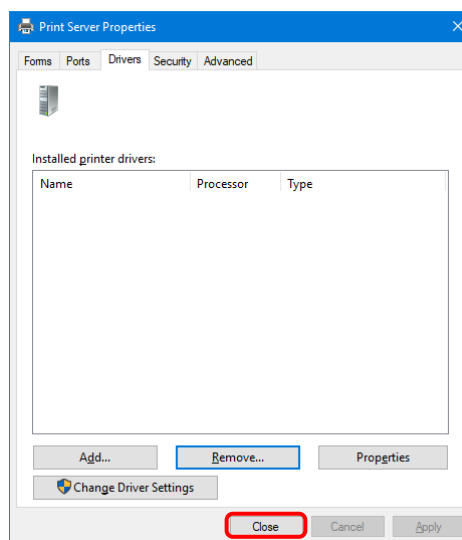 Print Server Properties
Forms Ports Drivers Security Advanced
Installed printer drivers:
Name Processor Type
Add... Remove... Properties
Change Driver Settings
Close Cancel Apply